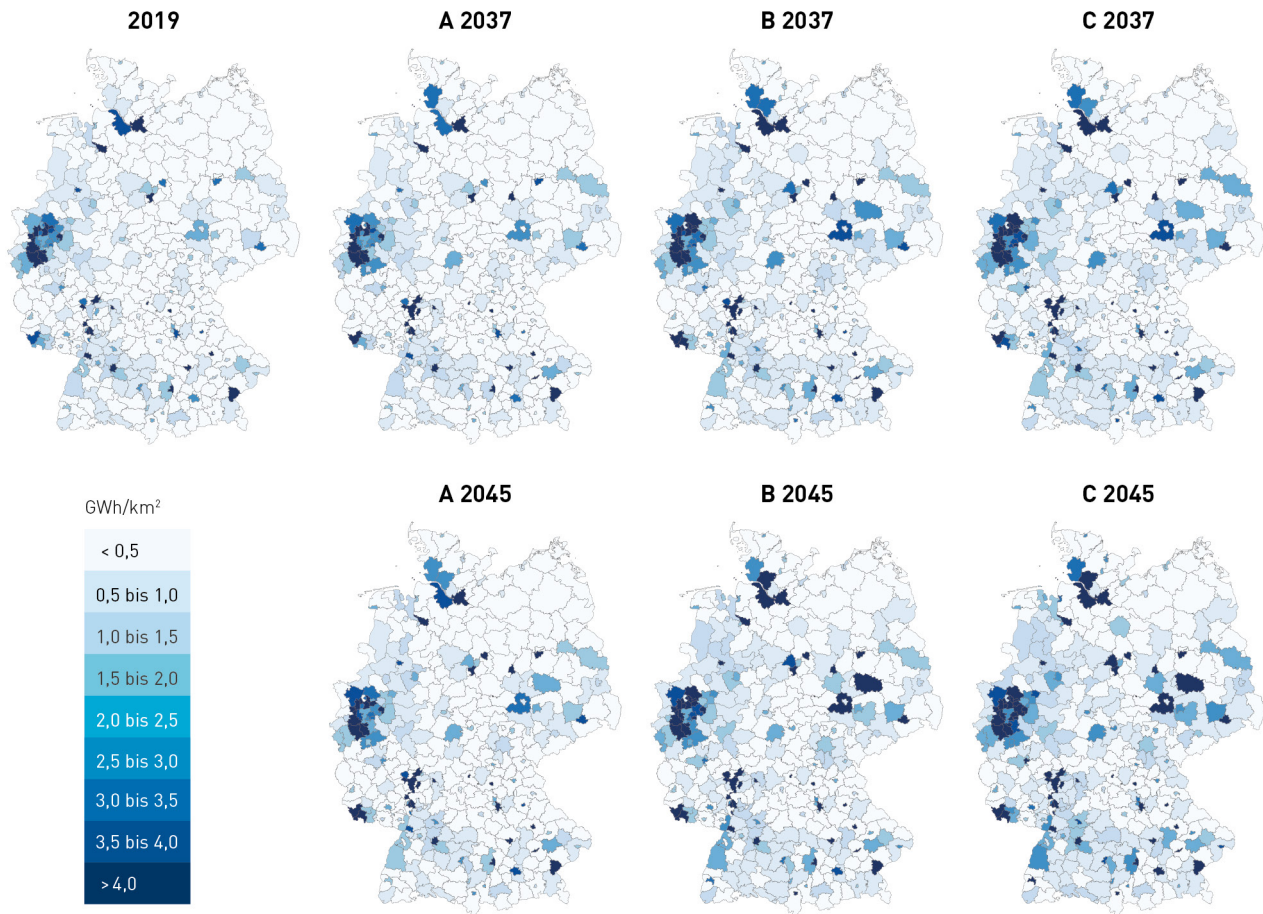 2019
A 2037
B 2037
C 2037
A 2045
B 2045
C 2045
GWh/km²
< 0,5
0,5 bis 1,0
1,0 bis 1,5
1,5 bis 2,0
2,0 bis 2,5
2,5 bis 3,0
3,0 bis 3,5
3,5 bis 4,0
> 4,0